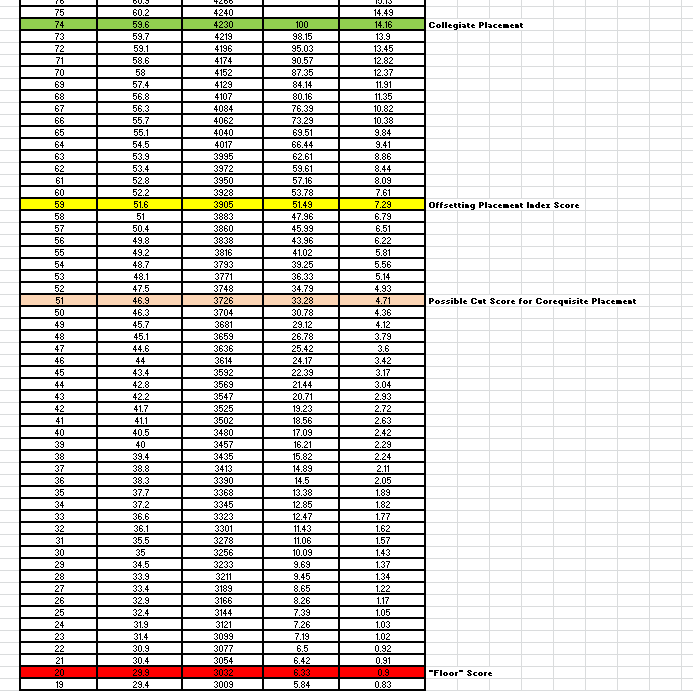 75 60.2 4240 14.49
74 59.6 4230 100 14.16 Collegiate Placement
73 59.7 4219 98.15 13.9
72 59.1 4196 95.03 13.45
71 58.6 4174 90.57 12.82
70 58 4152 87.35 12.37
69 57.4 4129 84.14 11.91
68 56.8 4107 80.16 11.35
67 56.3 4084 76.39 10.82
66 55.7 4062 73.29 10.38
65 55.1 4040 69.51 9.84
64 54.5 4017 66.44 9.41
63 53.9 3995 62.61 8.86
62 53.4 3972 59.61 8.44
61 52.8 3950 57.16 8.09
60 52.2 3928 53.78 7.61
59 51.6 3905 51.49 7.29 Offsetting Placement Index Score
58 51 3883 47.96 6.79
57 50.4 3860 45.99 6.51
56 49.8 3838 43.96 6.22
55 49.2 3816 41.02 5.81
54 48.7 3793 39.25 5.56
53 48.1 3771 36.33 5.14
52 47.5 3748 34.79 4.93
51 46.9 3726 33.28 4.71 Possible Cut Score for Corequisite Placement
50 46.3 3704 30.78 4.36
49 45.7 3681 29.12 4.12
48 45.1 3659 26.78 3.79
47 44.6 3636 25.42 3.6
46 44 3614 24.17 3.42
45 43.4 3592 22.39 3.17
44 42.8 3569 21.44 3.04
43 42.2 3547 20.71 2.93
42 41.7 3525 19.23 2.72
41 41.1 3502 18.56 2.63
40 40.5 3480 17.09 2.42
39 40 3457 16.21 2.29
38 39.4 3435 15.82 2.24
37 38.8 3413 14.89 2.11
36 38.3 3390 14.5 2.05
35 37.7 3368 13.38 1.89
34 37.2 3345 12.85 1.82
33 36.6 3323 12.47 1.77
32 36.1 3301 11.43 1.62
31 35.5 3278 11.06 1.57
30 35 3256 10.09 1.43
29 34.5 3233 9.69 1.37
28 33.9 3211 9.45 1.34
27 33.4 3189 8.65 1.22
26 32.9 3166 8.26 1.17
25 32.4 3144 7.39 1.05
24 31.9 3121 7.26 1.03
23 31.4 3099 7.19 1.02
22 30.9 3077 6.5 0.92
21 30.4 3054 6.42 0.91
20 29.9 3032 0.9 "Floor" Score
19 29.4 3009 5.84 0.83